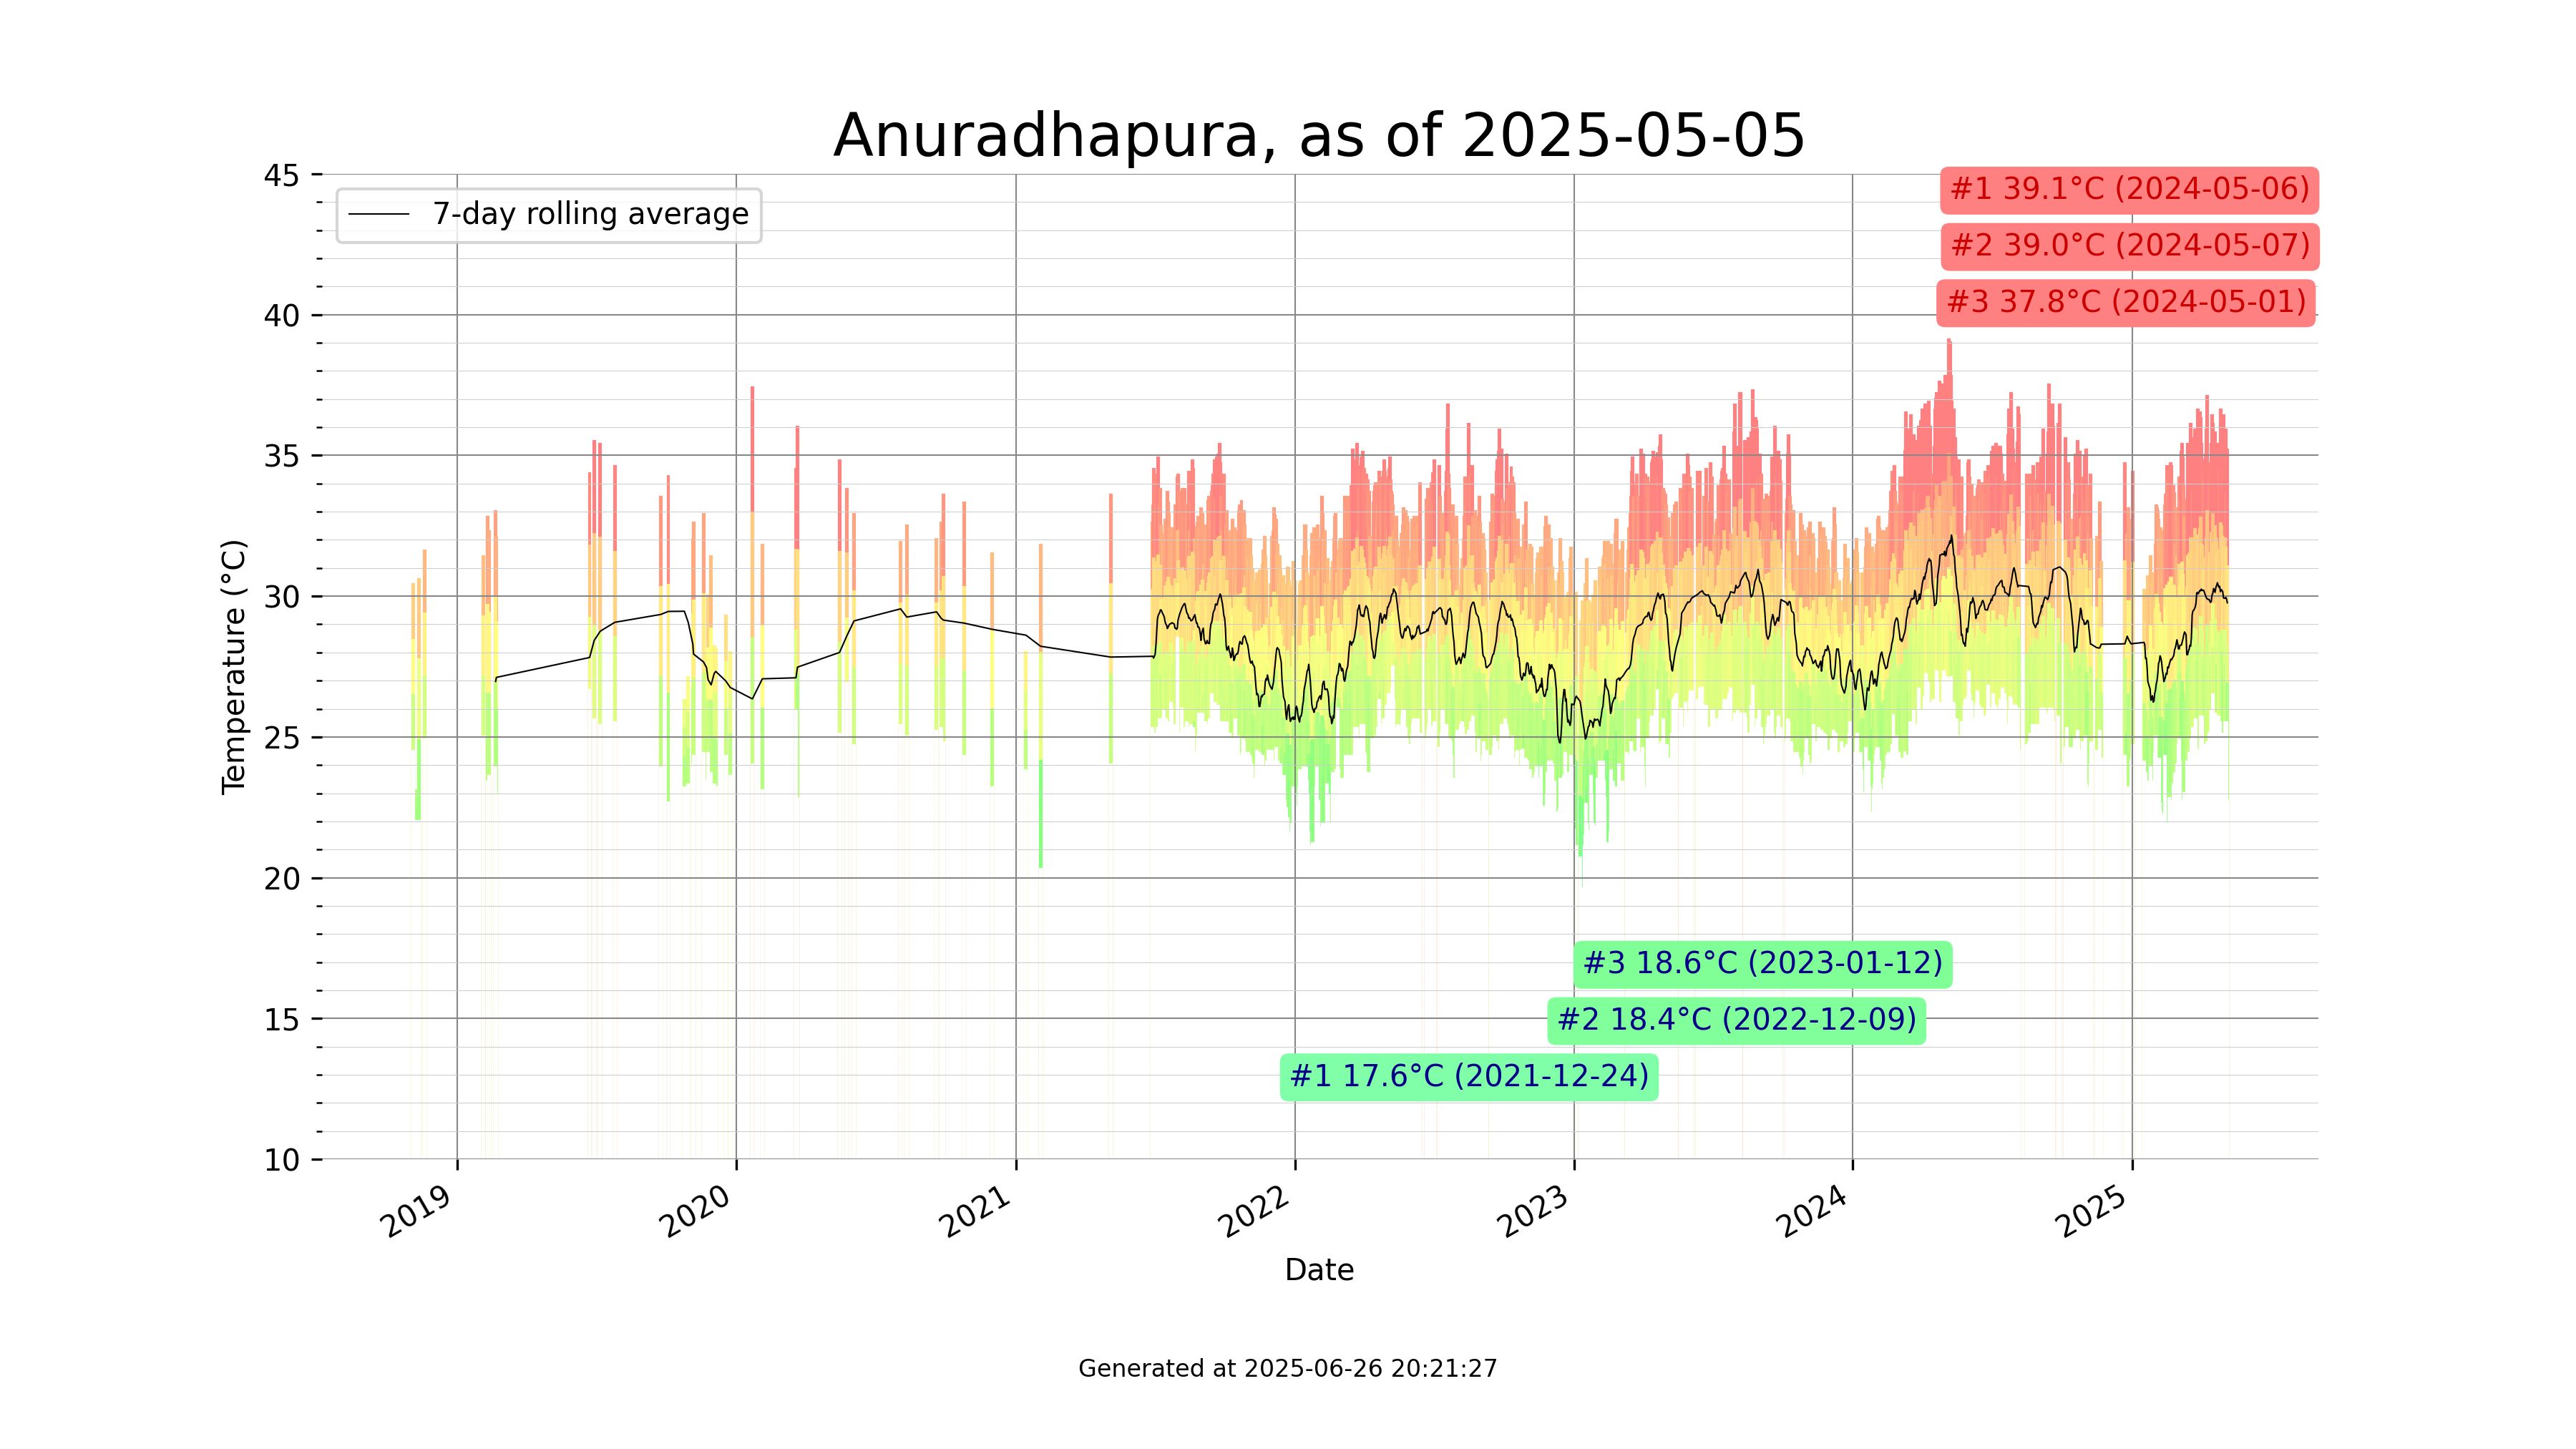 Anuradhapura, as of 2025-05-05
45
40
35
30
25
20
15
10
Temperature (°C)
7-day rolling average
#1 39.1°C (2024-05-06)
#2 39.0°C (2024-05-07)
#3 37.8°C (2024-05-01)
#3 18.6°C (2023-01-12)
#2 18.4°C (2022-12-09)
#1 17.6°C (2021-12-24)
2019
2020
2021
2022
2023
2024
2025
Date
Generated at 2025-06-26 20:21:27